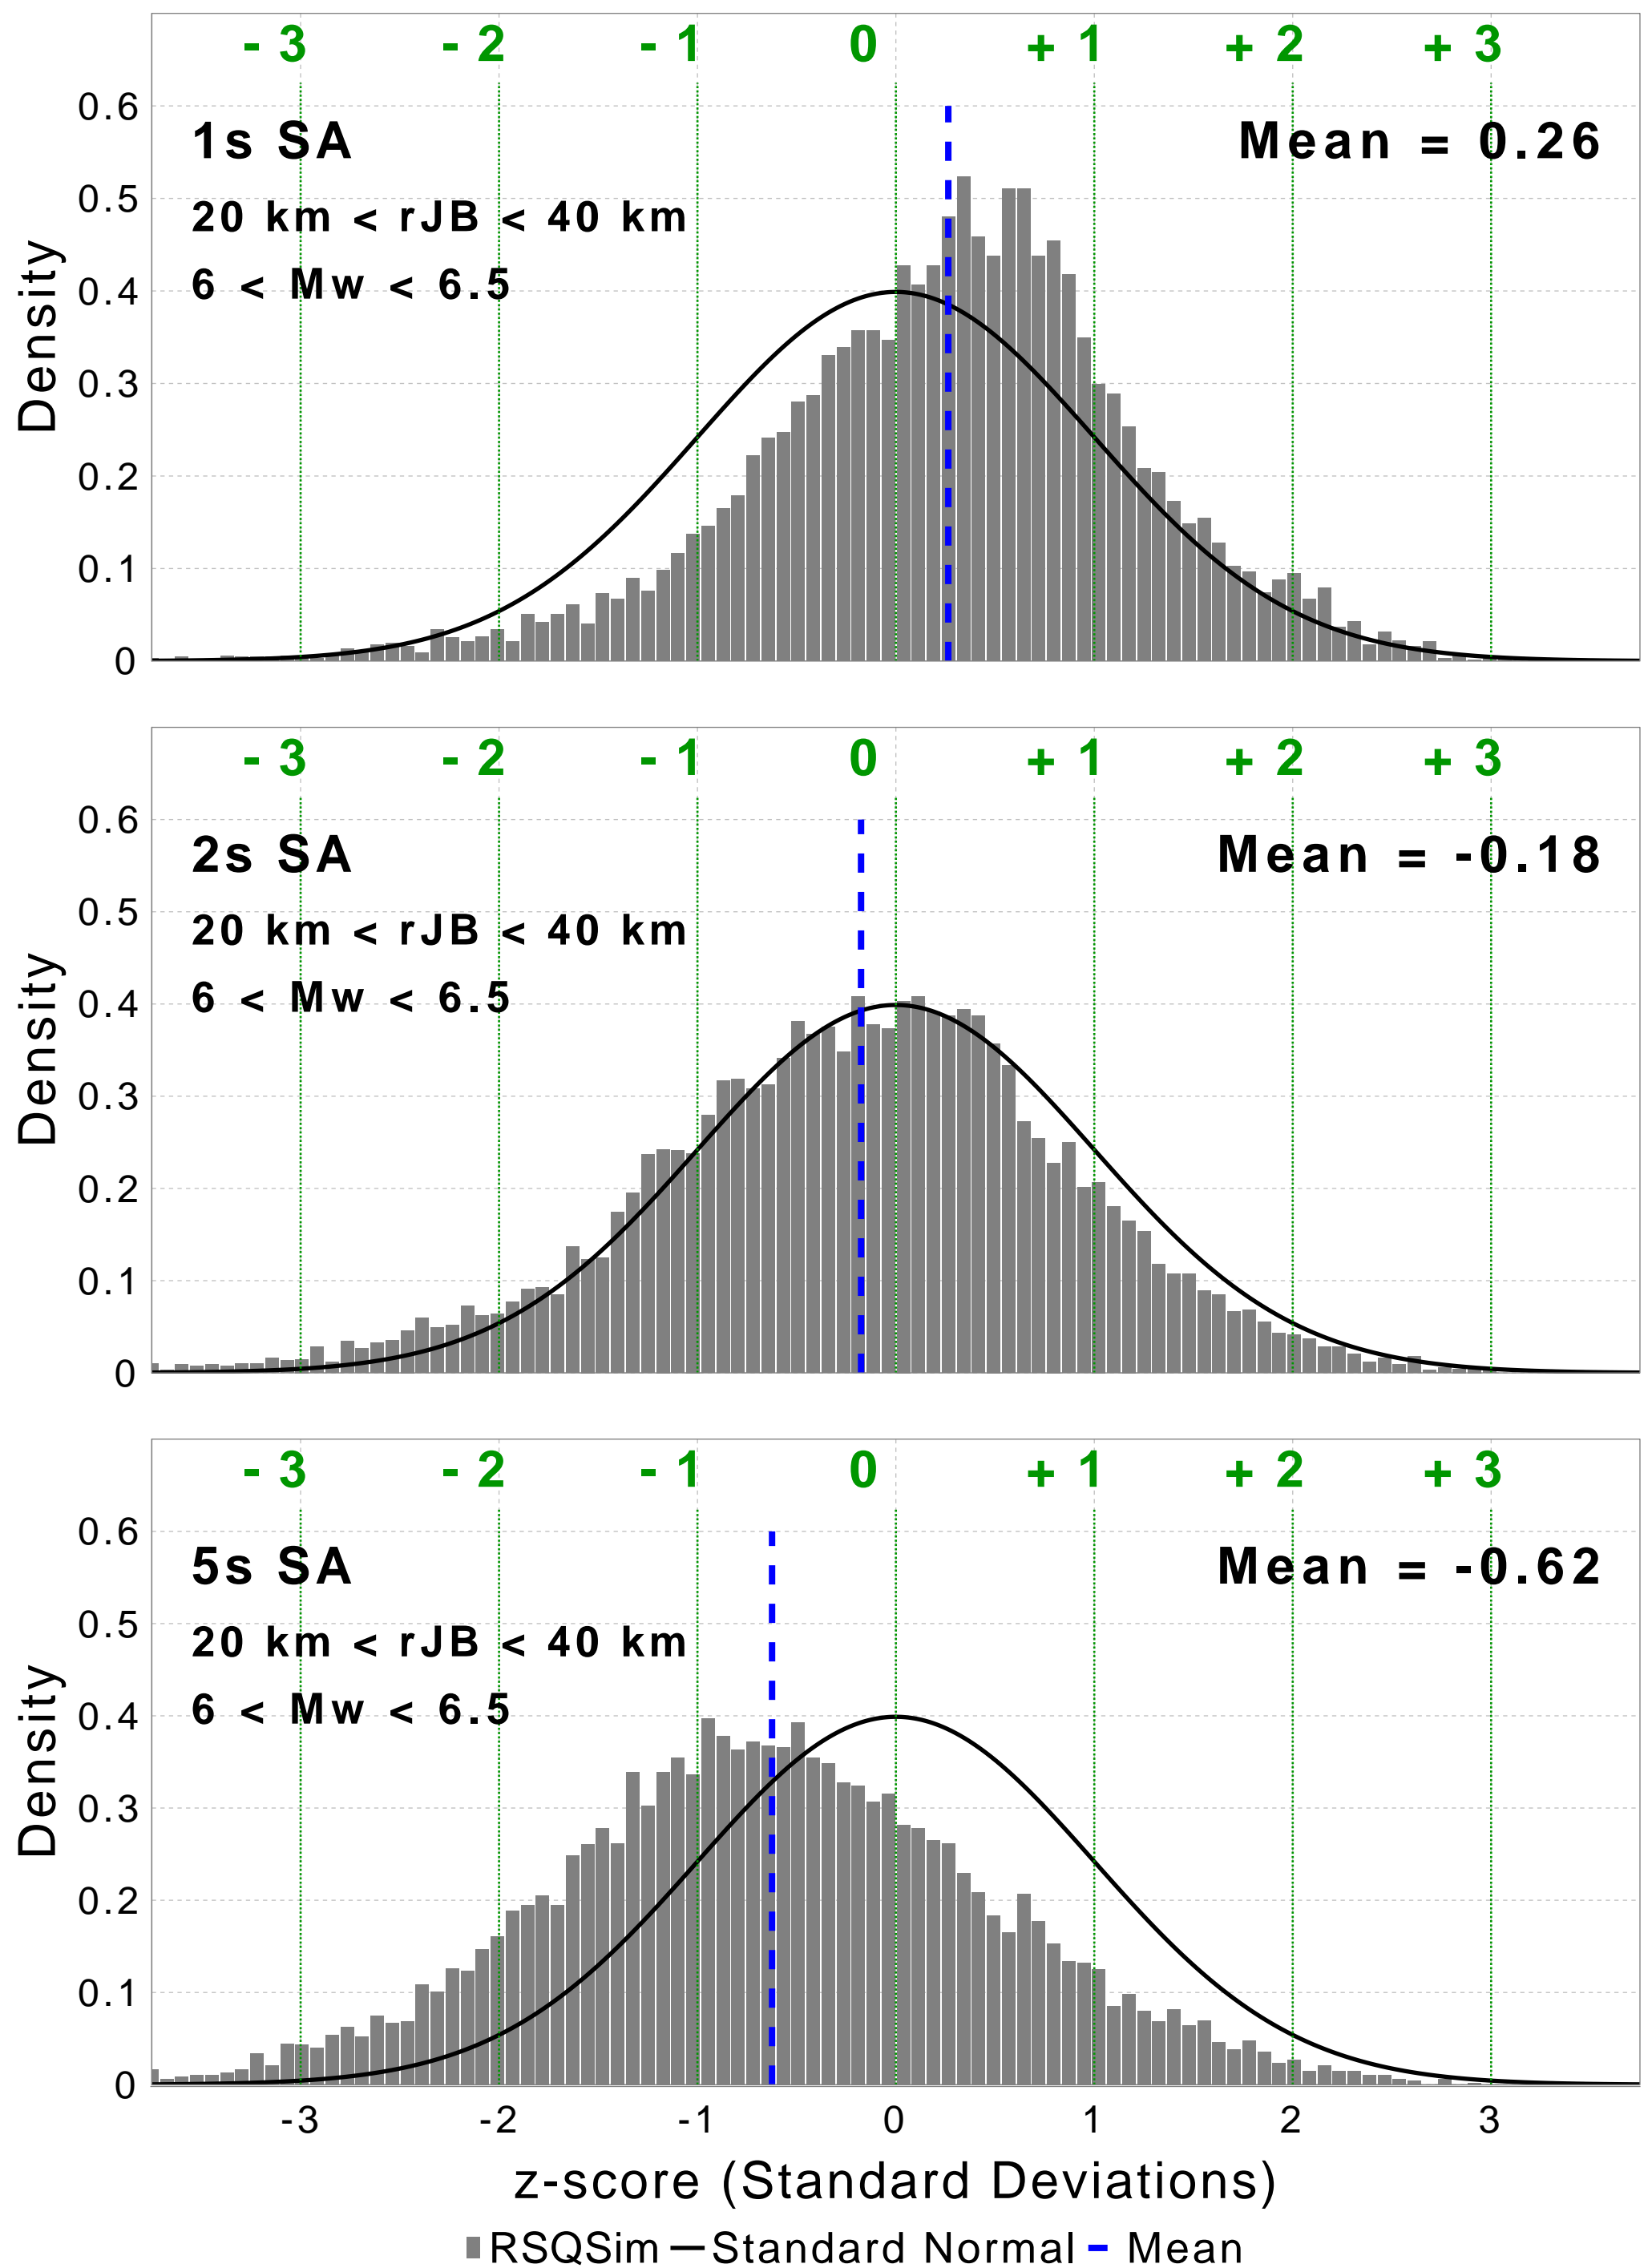 - 3 - 2 - 1 0 + 1 + 2 + 3
0.6
1s SA Mean = 0.26
0.5
20 km < rJB < 40 km
6 < Mw < 6.5
0.4
Density
0.3
0.2
0.1
0
- 3 - 2 - 1 0 + 1 + 2 + 3
0.6
2s SA Mean = -0.18
0.5
20 km < rJB < 40 km
6 < Mw < 6.5
0.4
Density
0.3
0.2
0.1
0
- 3 - 2 - 1 0 + 1 + 2 + 3
0.6
5s SA Mean = -0.62
0.5
20 km < rJB < 40 km
6 < Mw < 6.5
0.4
Density
0.3
0.2
0.1
0
-3 -2 -1 0 1 2 3
z-score (Standard Deviations)
RSQSim Standard Normal Mean